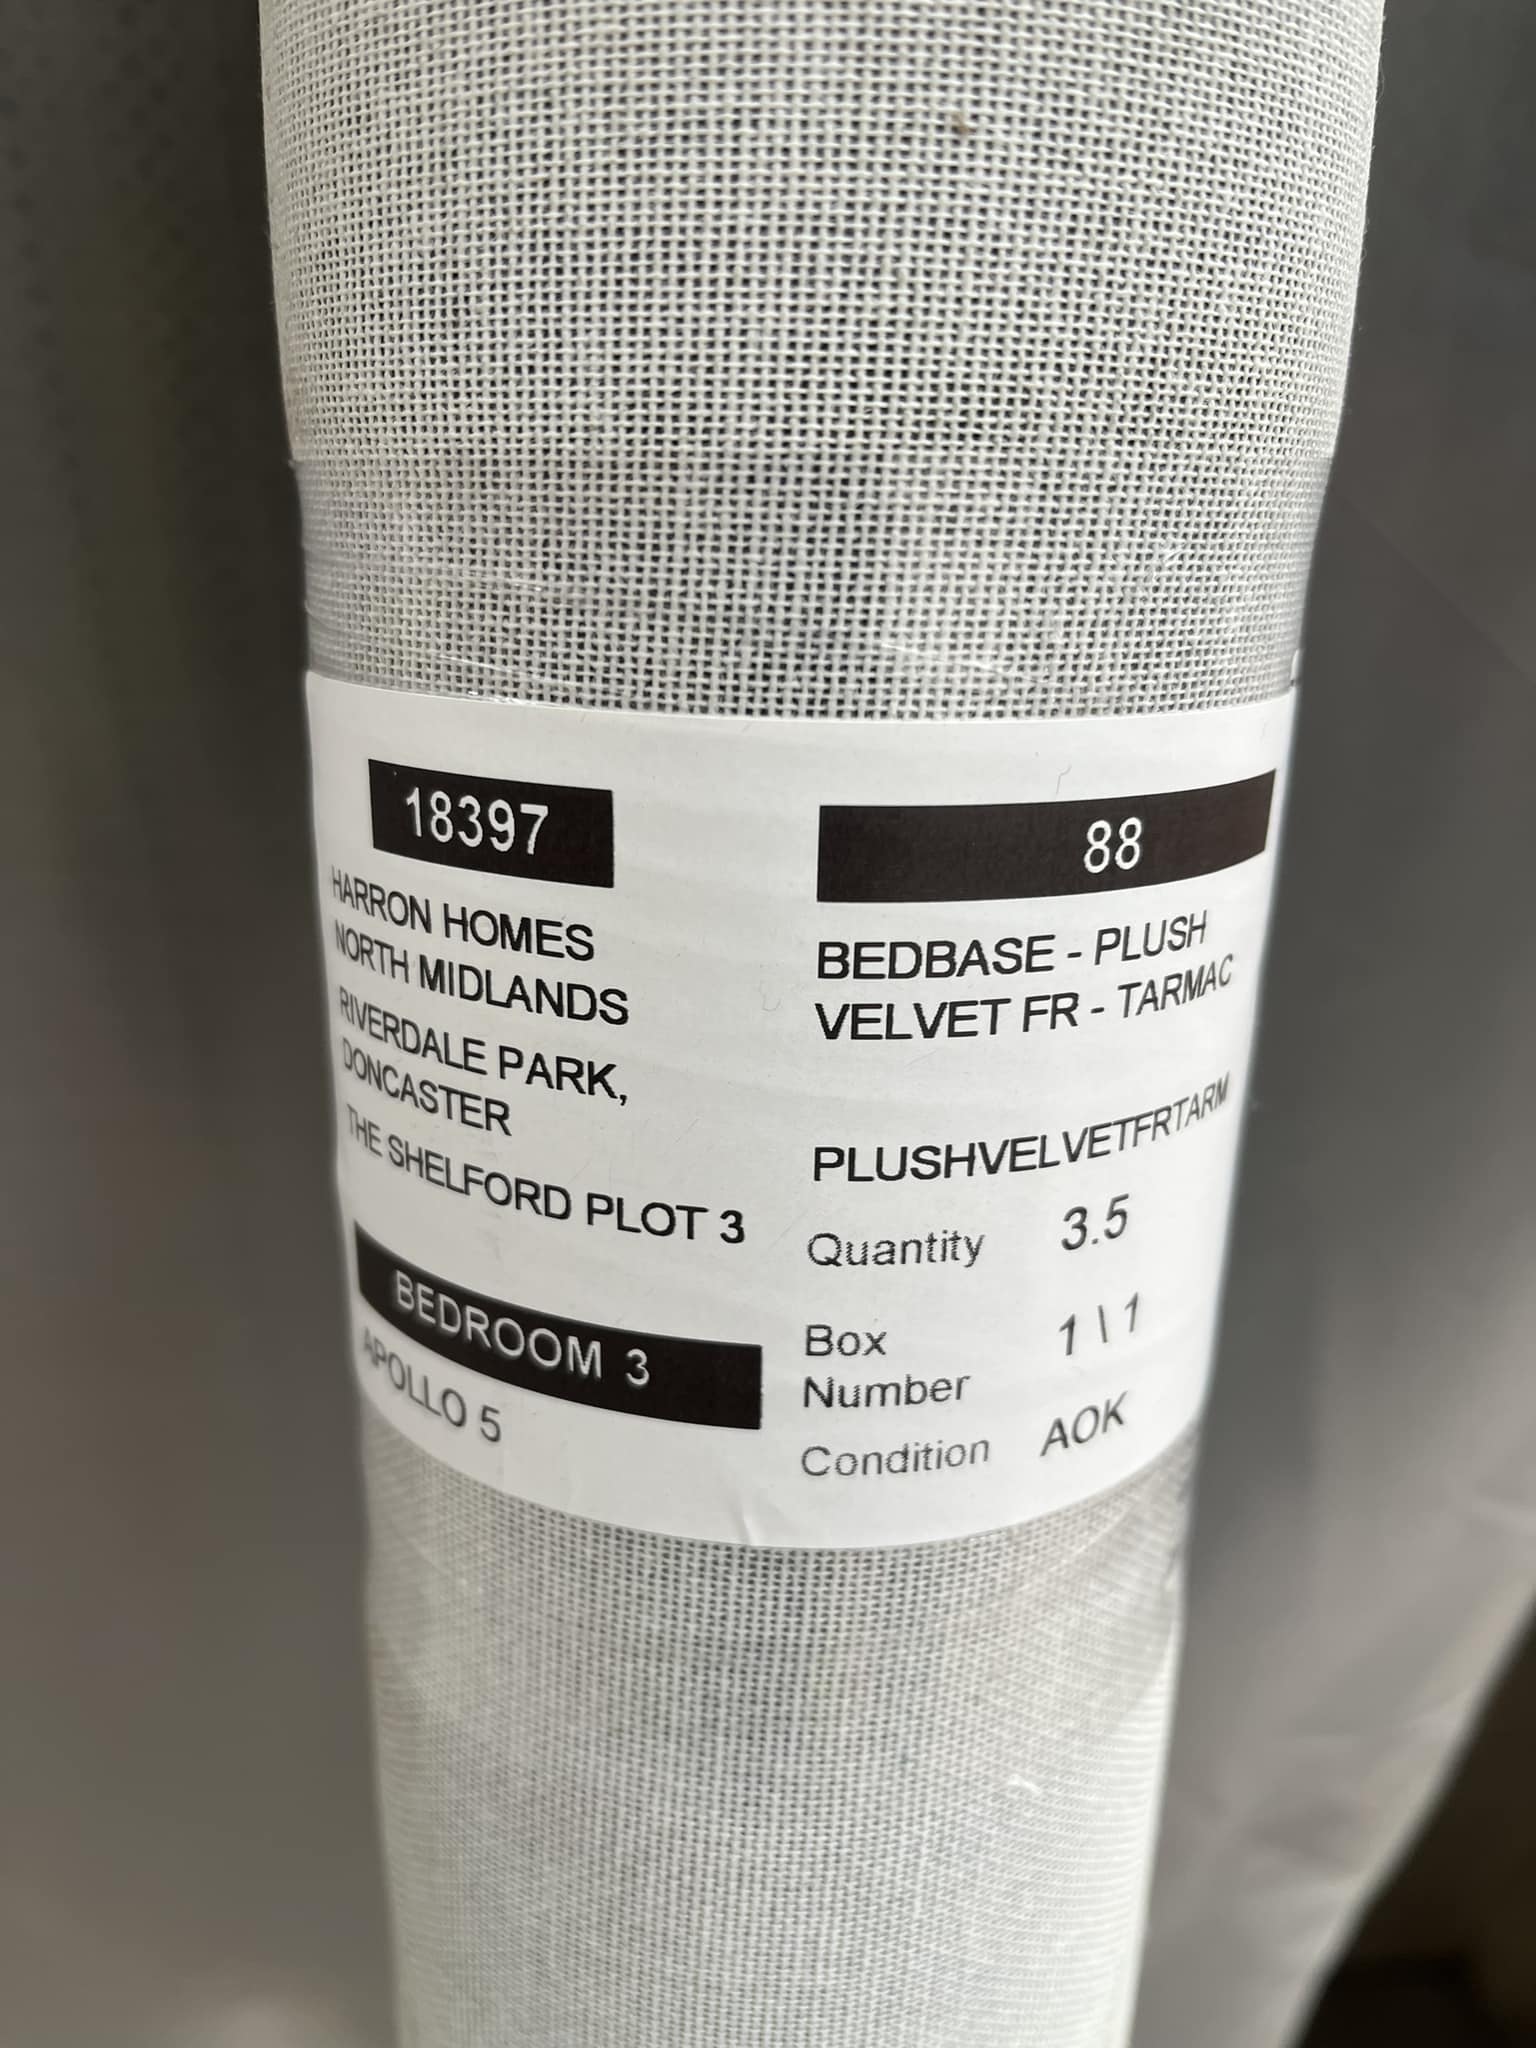 18397
HARRON HOMES
NORTH MIDLANDS
RIVERDALE PARK,
DONCASTER
THE SHELFORD PLOT 3
BEDROOM 3
APOLLO 5
88
BEDBASE - PLUSH
VELVET FR - TARMAC
PLUSHVELVETFRTARM
Quantity 3.5
Box 1 \ 1
Number
Condition AOK